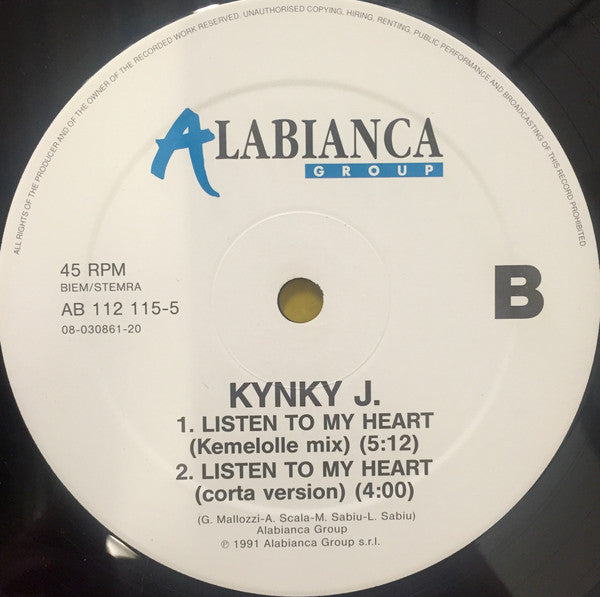 ALL RIGHTS OF THE PRODUCER AND OF THE OWNER OF THE RECORDED WORK RESERVED. UNAUTHORISED COPYING, HIRING, RENTING, PUBLIC PERFORMANCE AND BROADCASTING OF THIS RECORD PROHIBITED.
ALABIANCA
GROUP
45 RPM
BIEM/STEMRA
AB 112 115-5
08-030861-20
B
KYNKY J.
1. LISTEN TO MY HEART
(Kemelolle mix) (5:12)
2. LISTEN TO MY HEART
(corta version) (4:00)
(G. Mallozzi-A. Scala-M. Sabiu-L. Sabiu)
Alabianca Group
℗ 1991 Alabianca Group s.r.l.